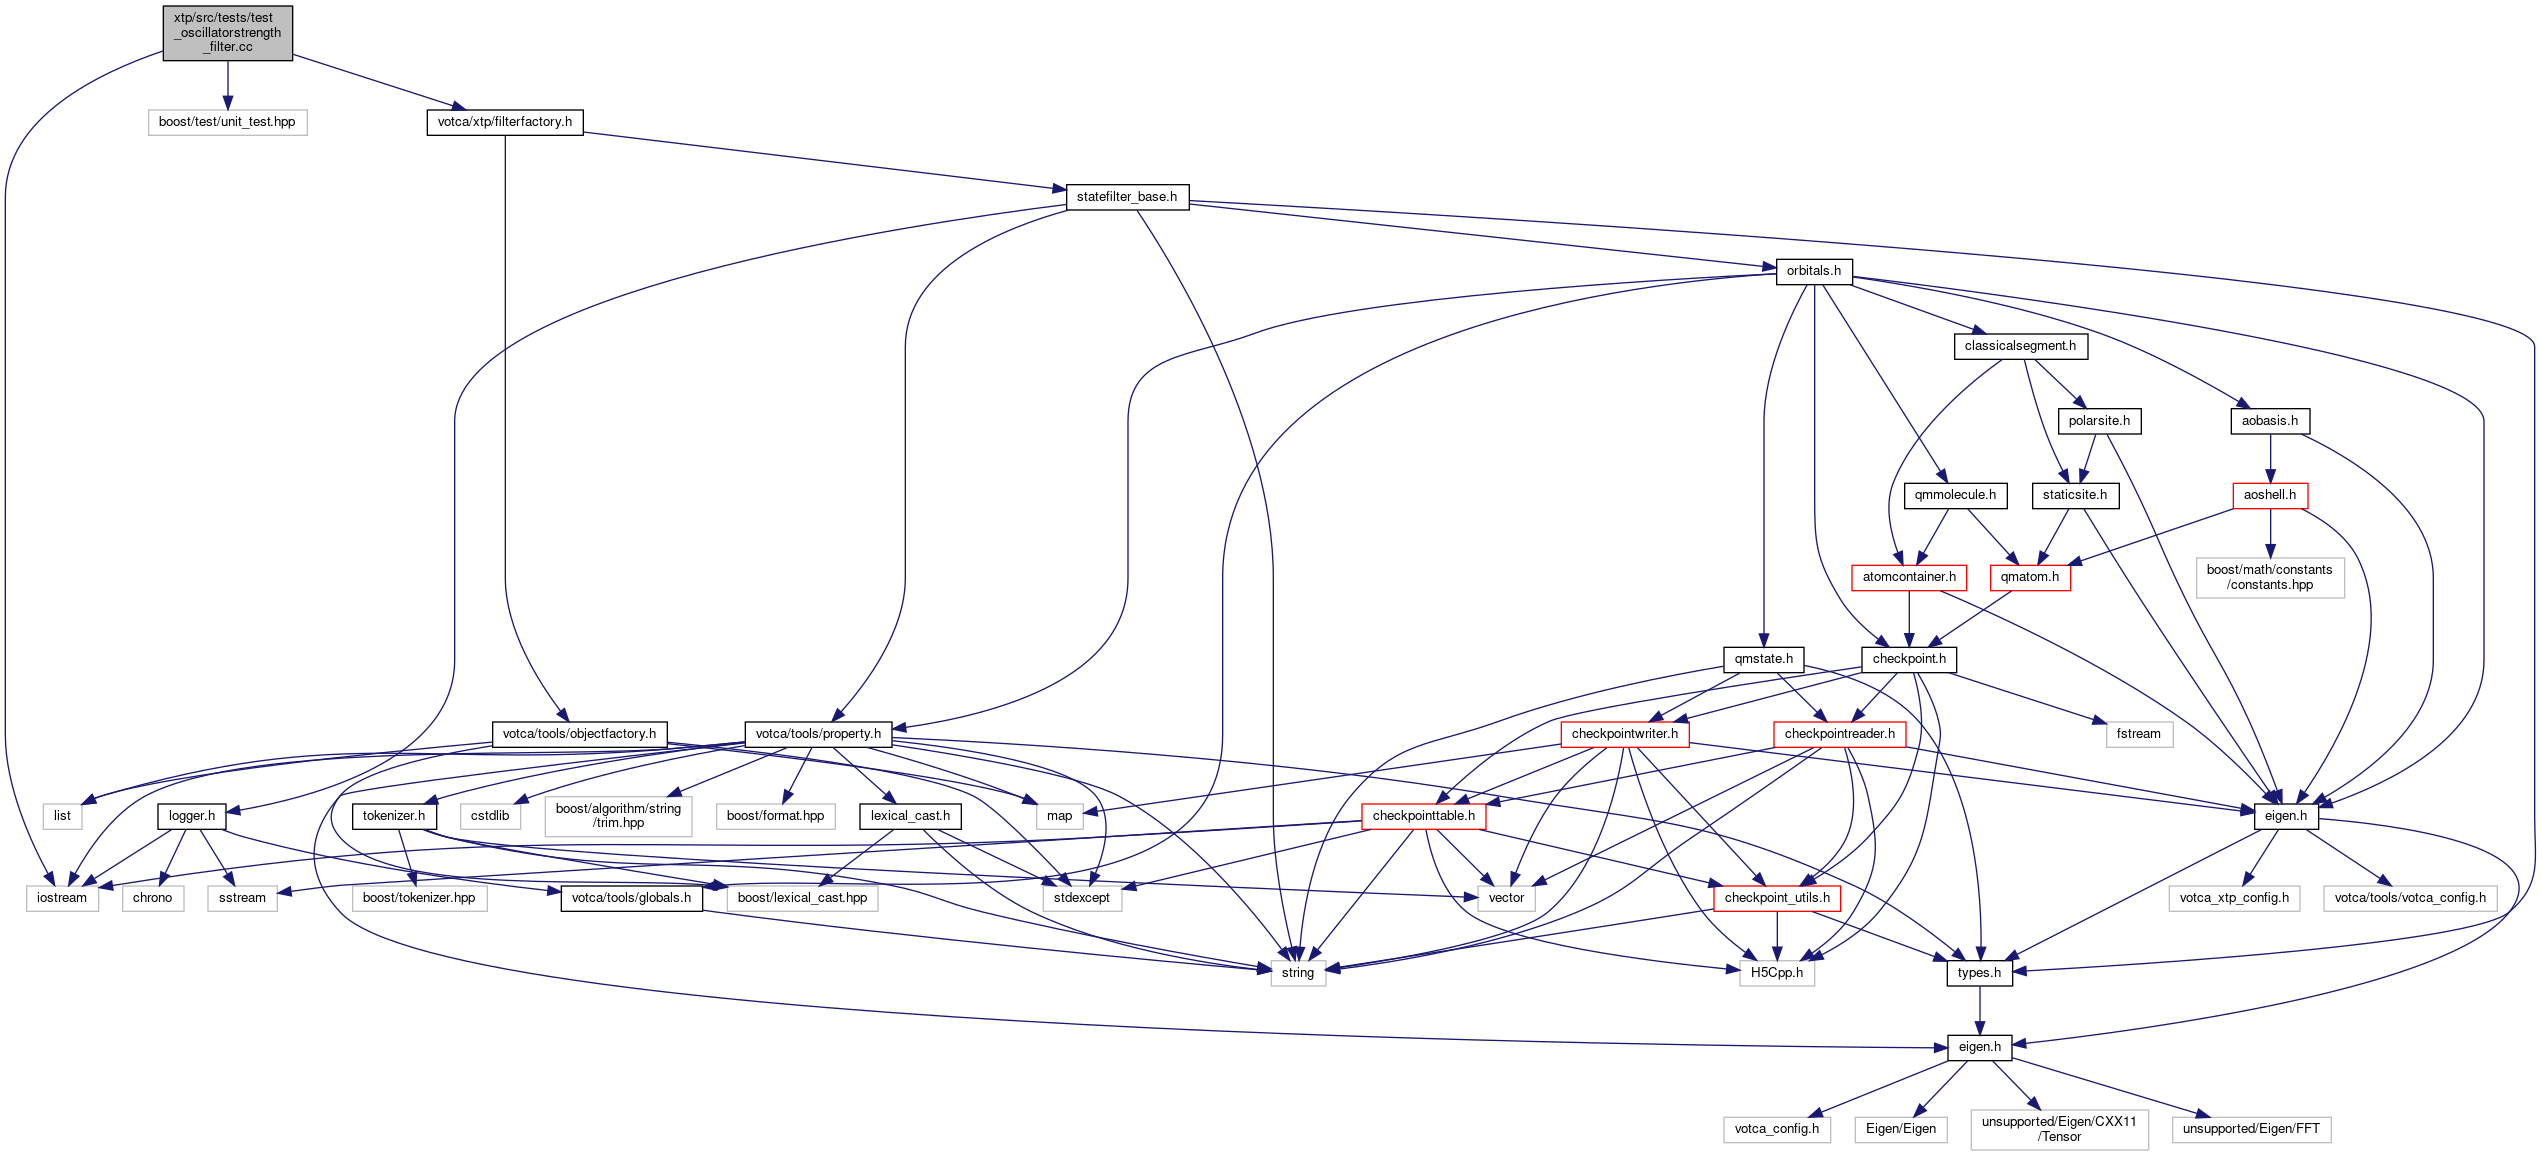 xtp/src/tests/test
_oscillatorstrength
_filter.cc
boost/test/unit_test.hpp
votca/xtp/filterfactory.h
statefilter_base.h
orbitals.h
classicalsegment.h
polarsite.h
aobasis.h
qmmolecule.h
staticsite.h
aoshell.h
atomcontainer.h
qmatom.h
boost/math/constants
/constants.hpp
qmstate.h
checkpoint.h
votca/tools/objectfactory.h
votca/tools/property.h
checkpointwriter.h
checkpointreader.h
fstream
list
logger.h
tokenizer.h
cstdlib
boost/algorithm/string
/trim.hpp
boost/format.hpp
lexical_cast.h
map
checkpointtable.h
eigen.h
iostream
chrono
sstream
boost/tokenizer.hpp
votca/tools/globals.h
boost/lexical_cast.hpp
stdexcept
vector
checkpoint_utils.h
votca_xtp_config.h
votca/tools/votca_config.h
string
H5Cpp.h
types.h
eigen.h
votca_config.h
Eigen/Eigen
unsupported/Eigen/CXX11
/Tensor
unsupported/Eigen/FFT